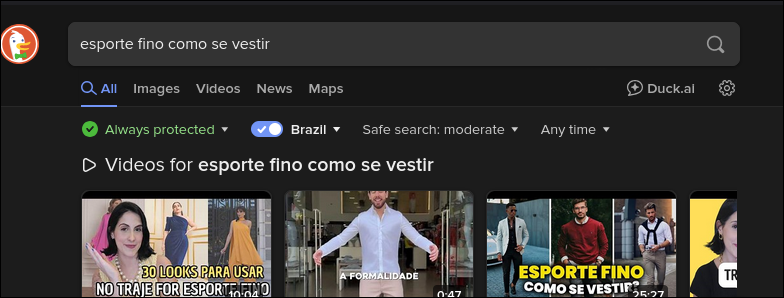 esporte fino como se vestir
All Images Videos News Maps Duck.ai
Always protected Brazil Safe search: moderate Any time
Videos for esporte fino como se vestir
30 LOOKS PARA USAR
NO TRAJE FOR ESPORTE FINO
10:04
A FORMALIDADE
0:47
ESPORTE FINO
COMO SE VESTIR?
25:27